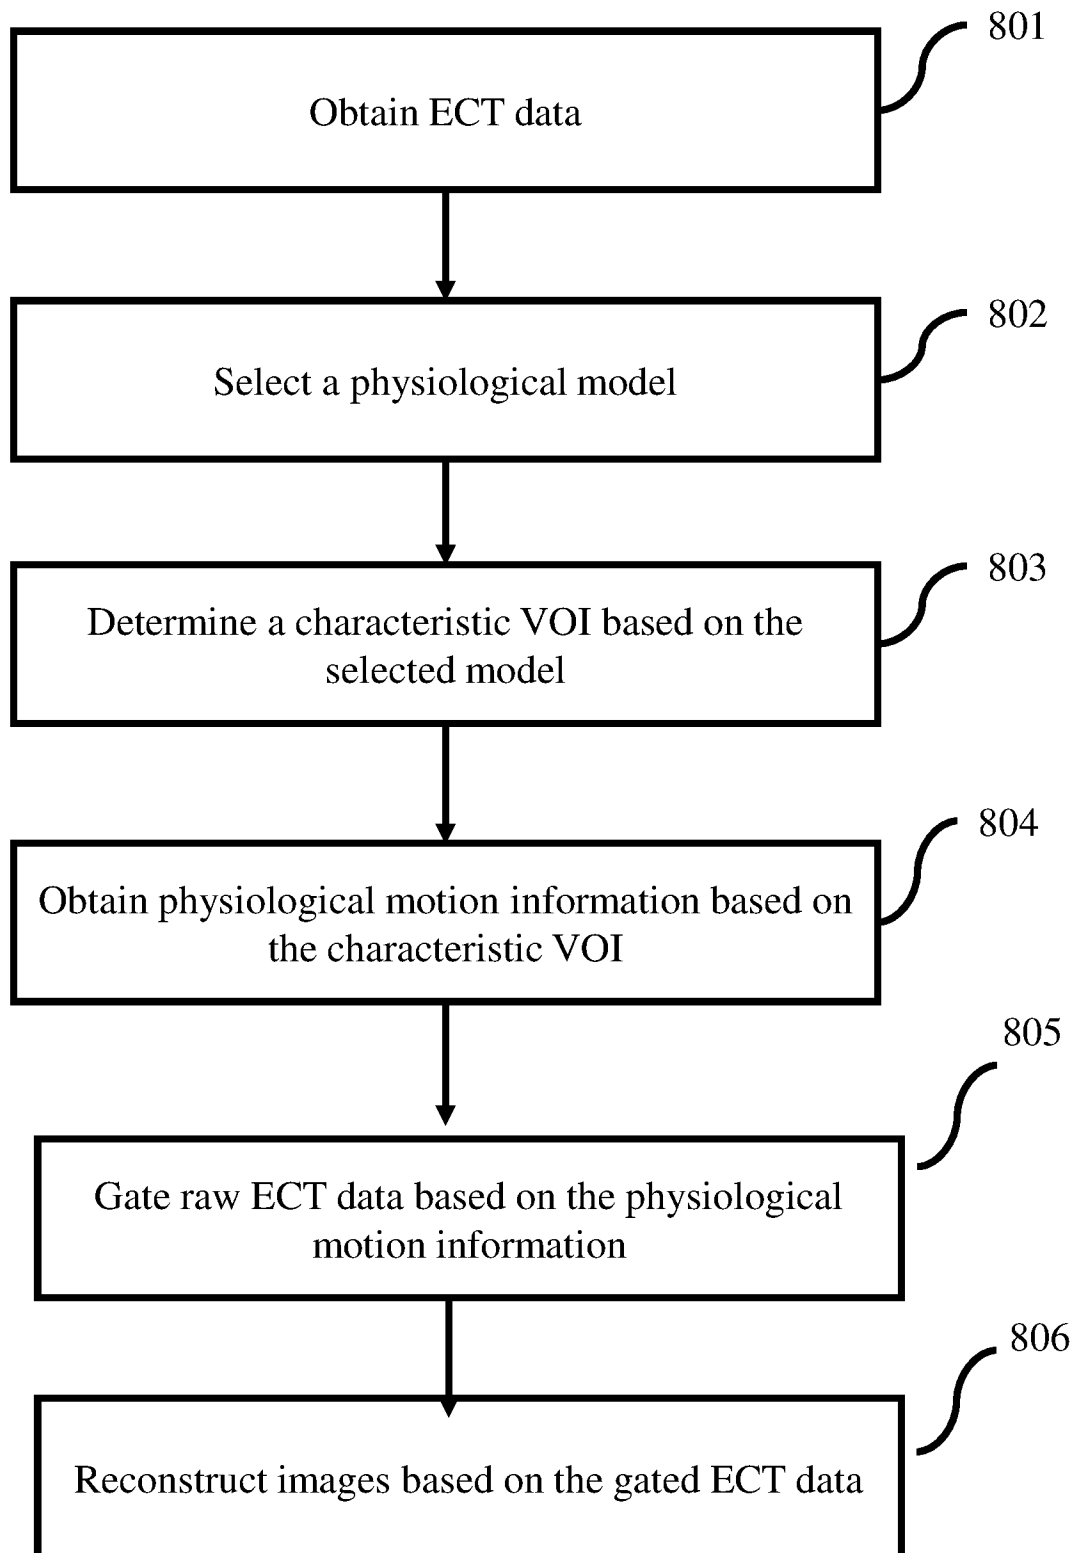 801
Obtain ECT data
802
Select a physiological model
803
Determine a characteristic VOI based on the
selected model
804
Obtain physiological motion information based on
the characteristic VOI
805
Gate raw ECT data based on the physiological
motion information
806
Reconstruct images based on the gated ECT data